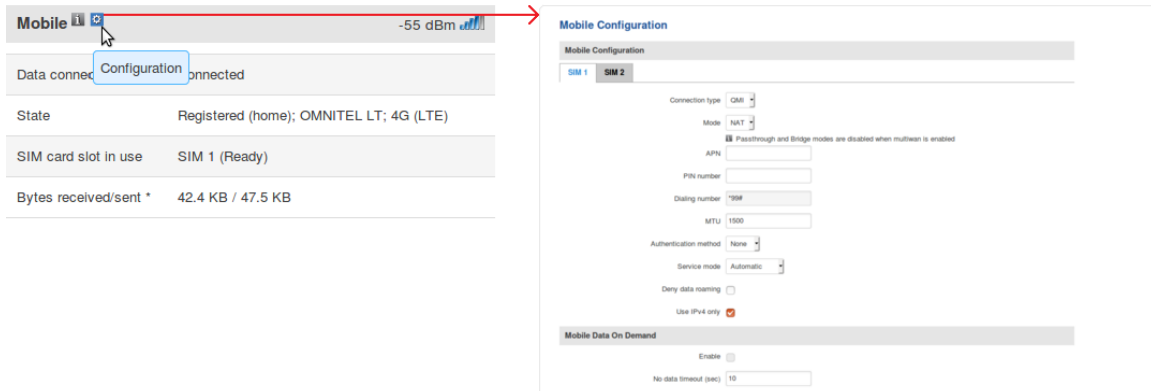 Mobile
-55 dBm
Configuration
Data connec
onnected
State
Registered (home); OMNITEL LT; 4G (LTE)
SIM card slot in use
SIM 1 (Ready)
Bytes received/sent *
42.4 KB / 47.5 KB
Mobile Configuration
Mobile Configuration
SIM 1
SIM 2
Connection type QMI
Mode NAT
Passthrough and Bridge modes are disabled when multiwan is enabled
APN
PIN number
Dialing number *99#
MTU 1500
Authentication method None
Service mode Automatic
Deny data roaming
Use IPv4 only
Mobile Data On Demand
Enable
No data timeout (sec) 10